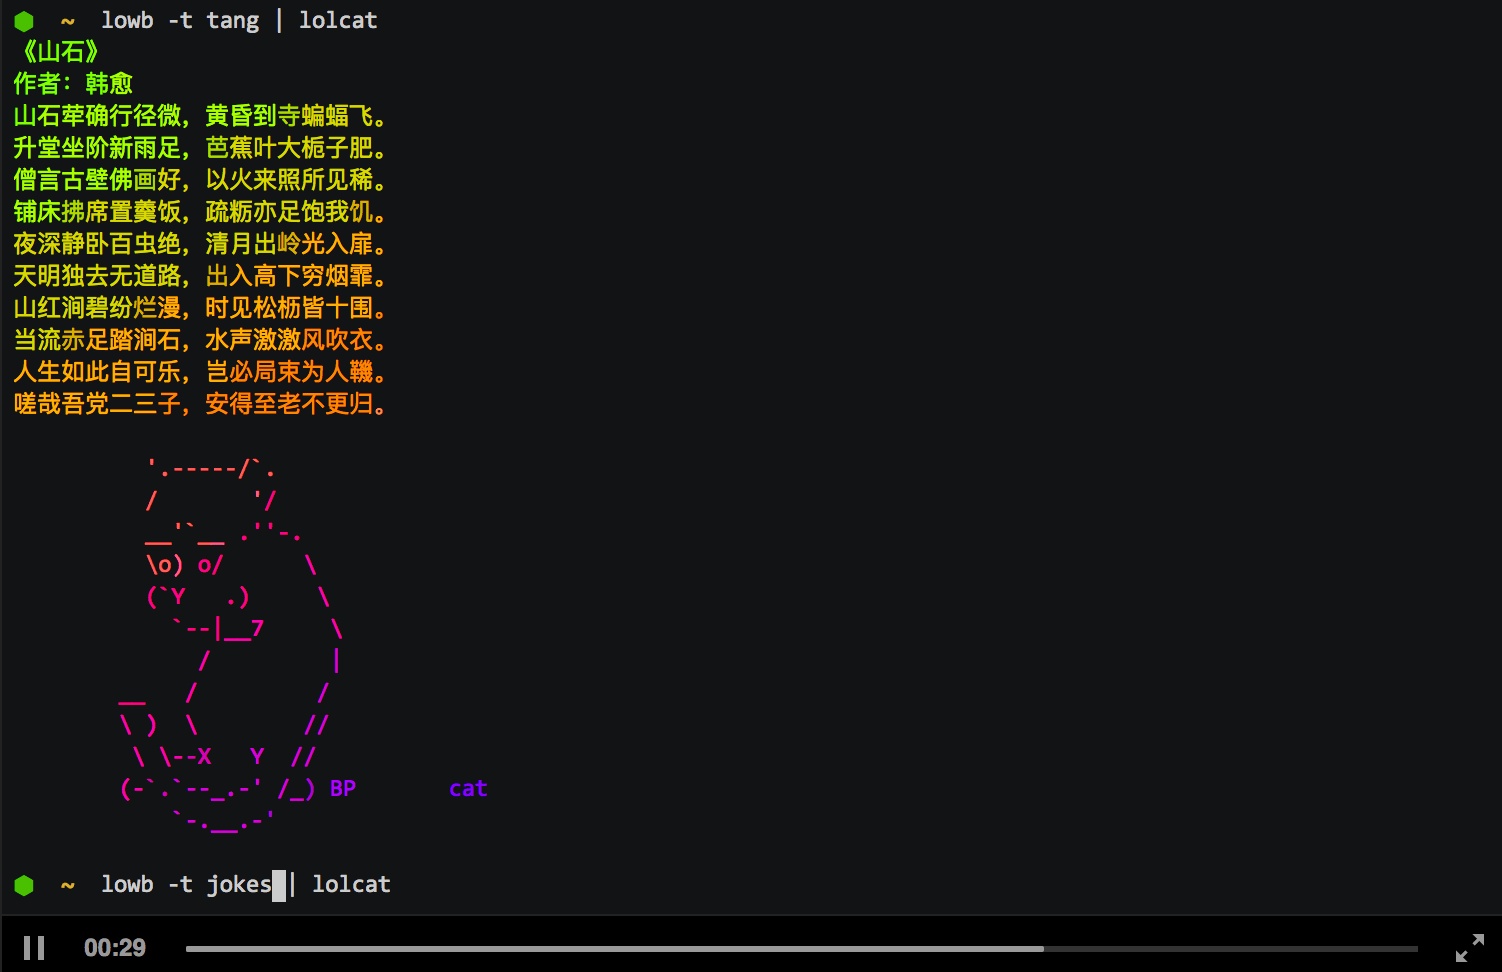 ~ lowb -t tang | lolcat
《山石》
作者：韩愈
山石荦确行径微，黄昏到寺蝙蝠飞。
升堂坐阶新雨足，芭蕉叶大栀子肥。
僧言古壁佛画好，以火来照所见稀。
铺床拂席置羹饭，疏粝亦足饱我饥。
夜深静卧百虫绝，清月出岭光入扉。
天明独去无道路，出入高下穷烟霏。
山红涧碧纷烂漫，时见松枥皆十围。
当流赤足踏涧石，水声激激风吹衣。
人生如此自可乐，岂必局束为人鞿。
嗟哉吾党二三子，安得至老不更归。
          '.-----/`.
          /       '/
          __'`__ .''-.
          \o) o/      \
          (`Y   .)     \
            `--|__7     \
              /         |
        __   /         /
        \ )  \        //
         \ \--X   Y  //
        (-`.`--_.-' /_) BP       cat
            `-.__.-'
~ lowb -t jokes | lolcat
00:29